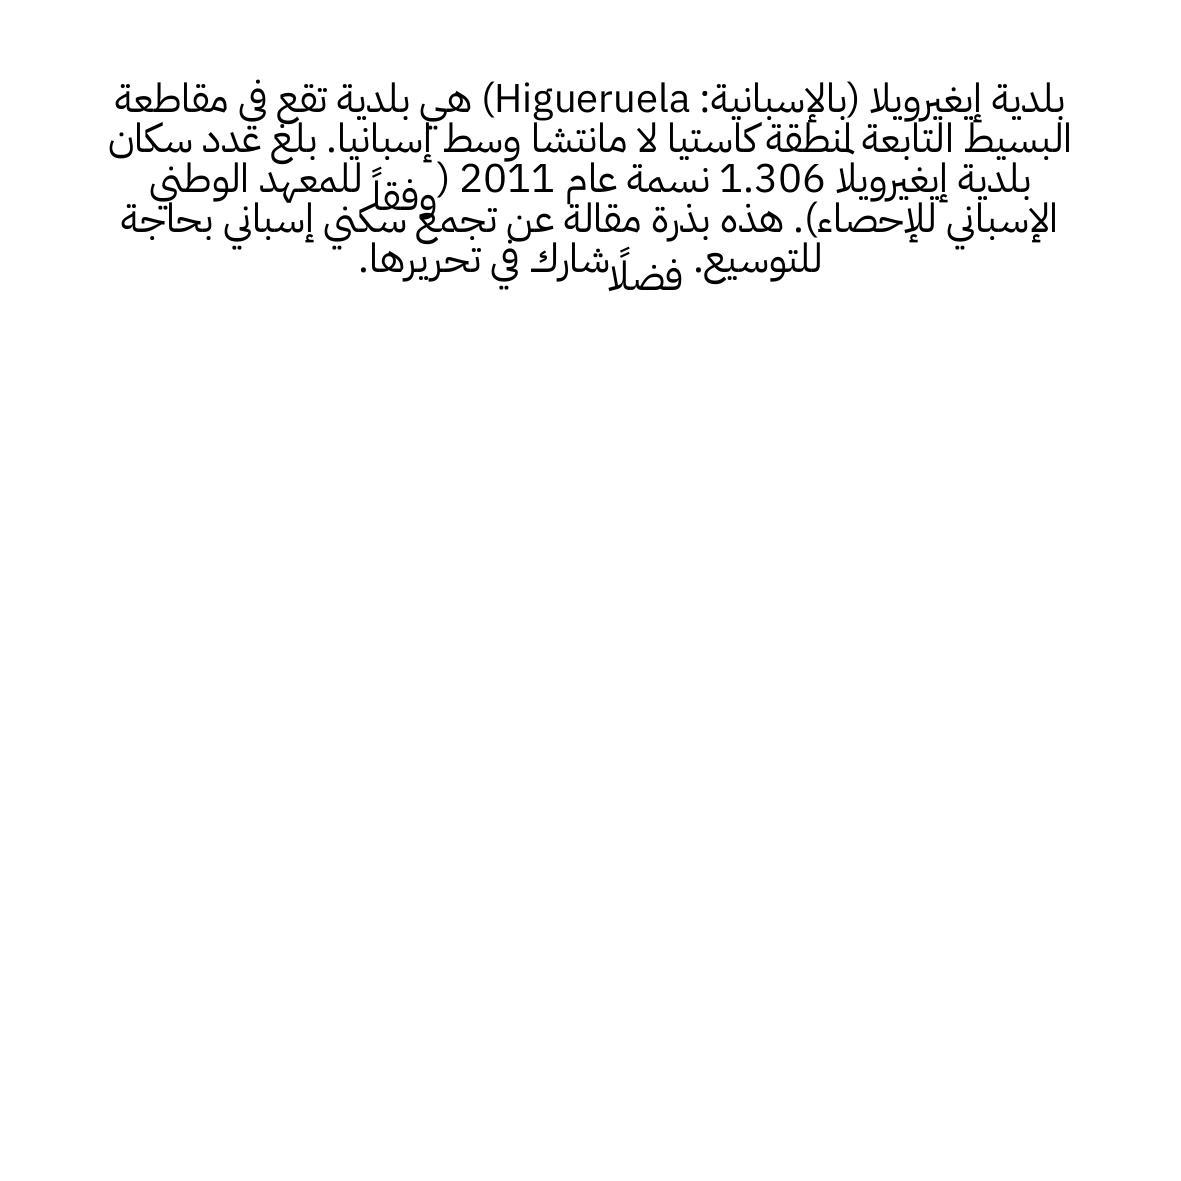 بلدية إيغيرويلا (بالإسبانية: Higueruela) هي بلدية تقع في مقاطعة
البسيط التابعة لمنطقة كاستيا لا مانتشا وسط إسبانيا. بلغ عدد سكان
بلدية إيغيرويلا 1.306 نسمة عام 2011 (وفقاً للمعهد الوطني
الإسباني للإحصاء). هذه بذرة مقالة عن تجمع سكني إسباني بحاجة
للتوسيع. فضلًا شارك في تحريرها.